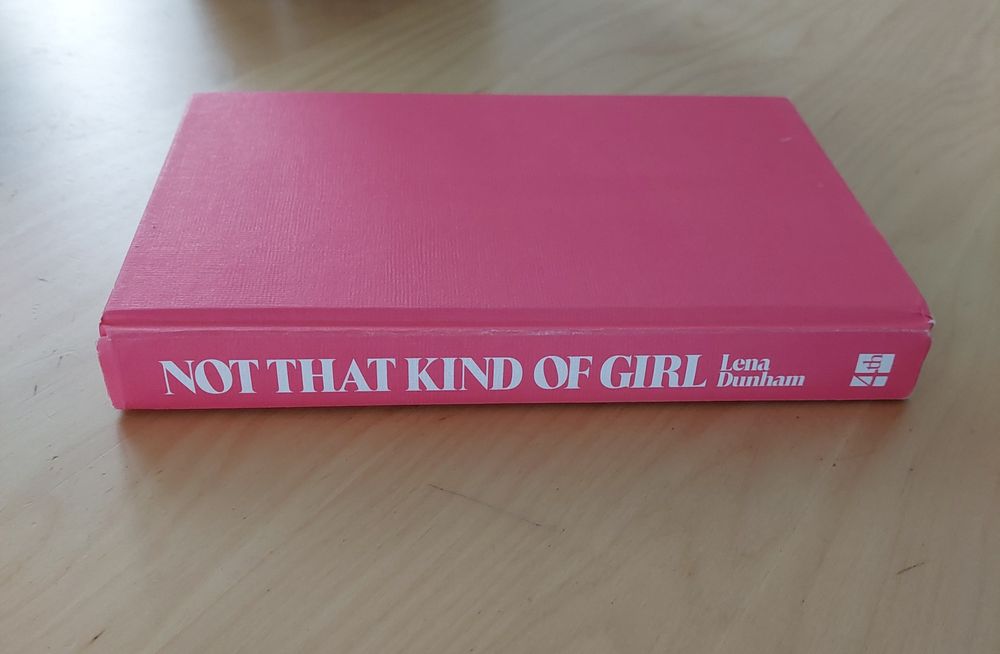 NOT THAT KIND OF GIRL
Lena
Dunham
4th